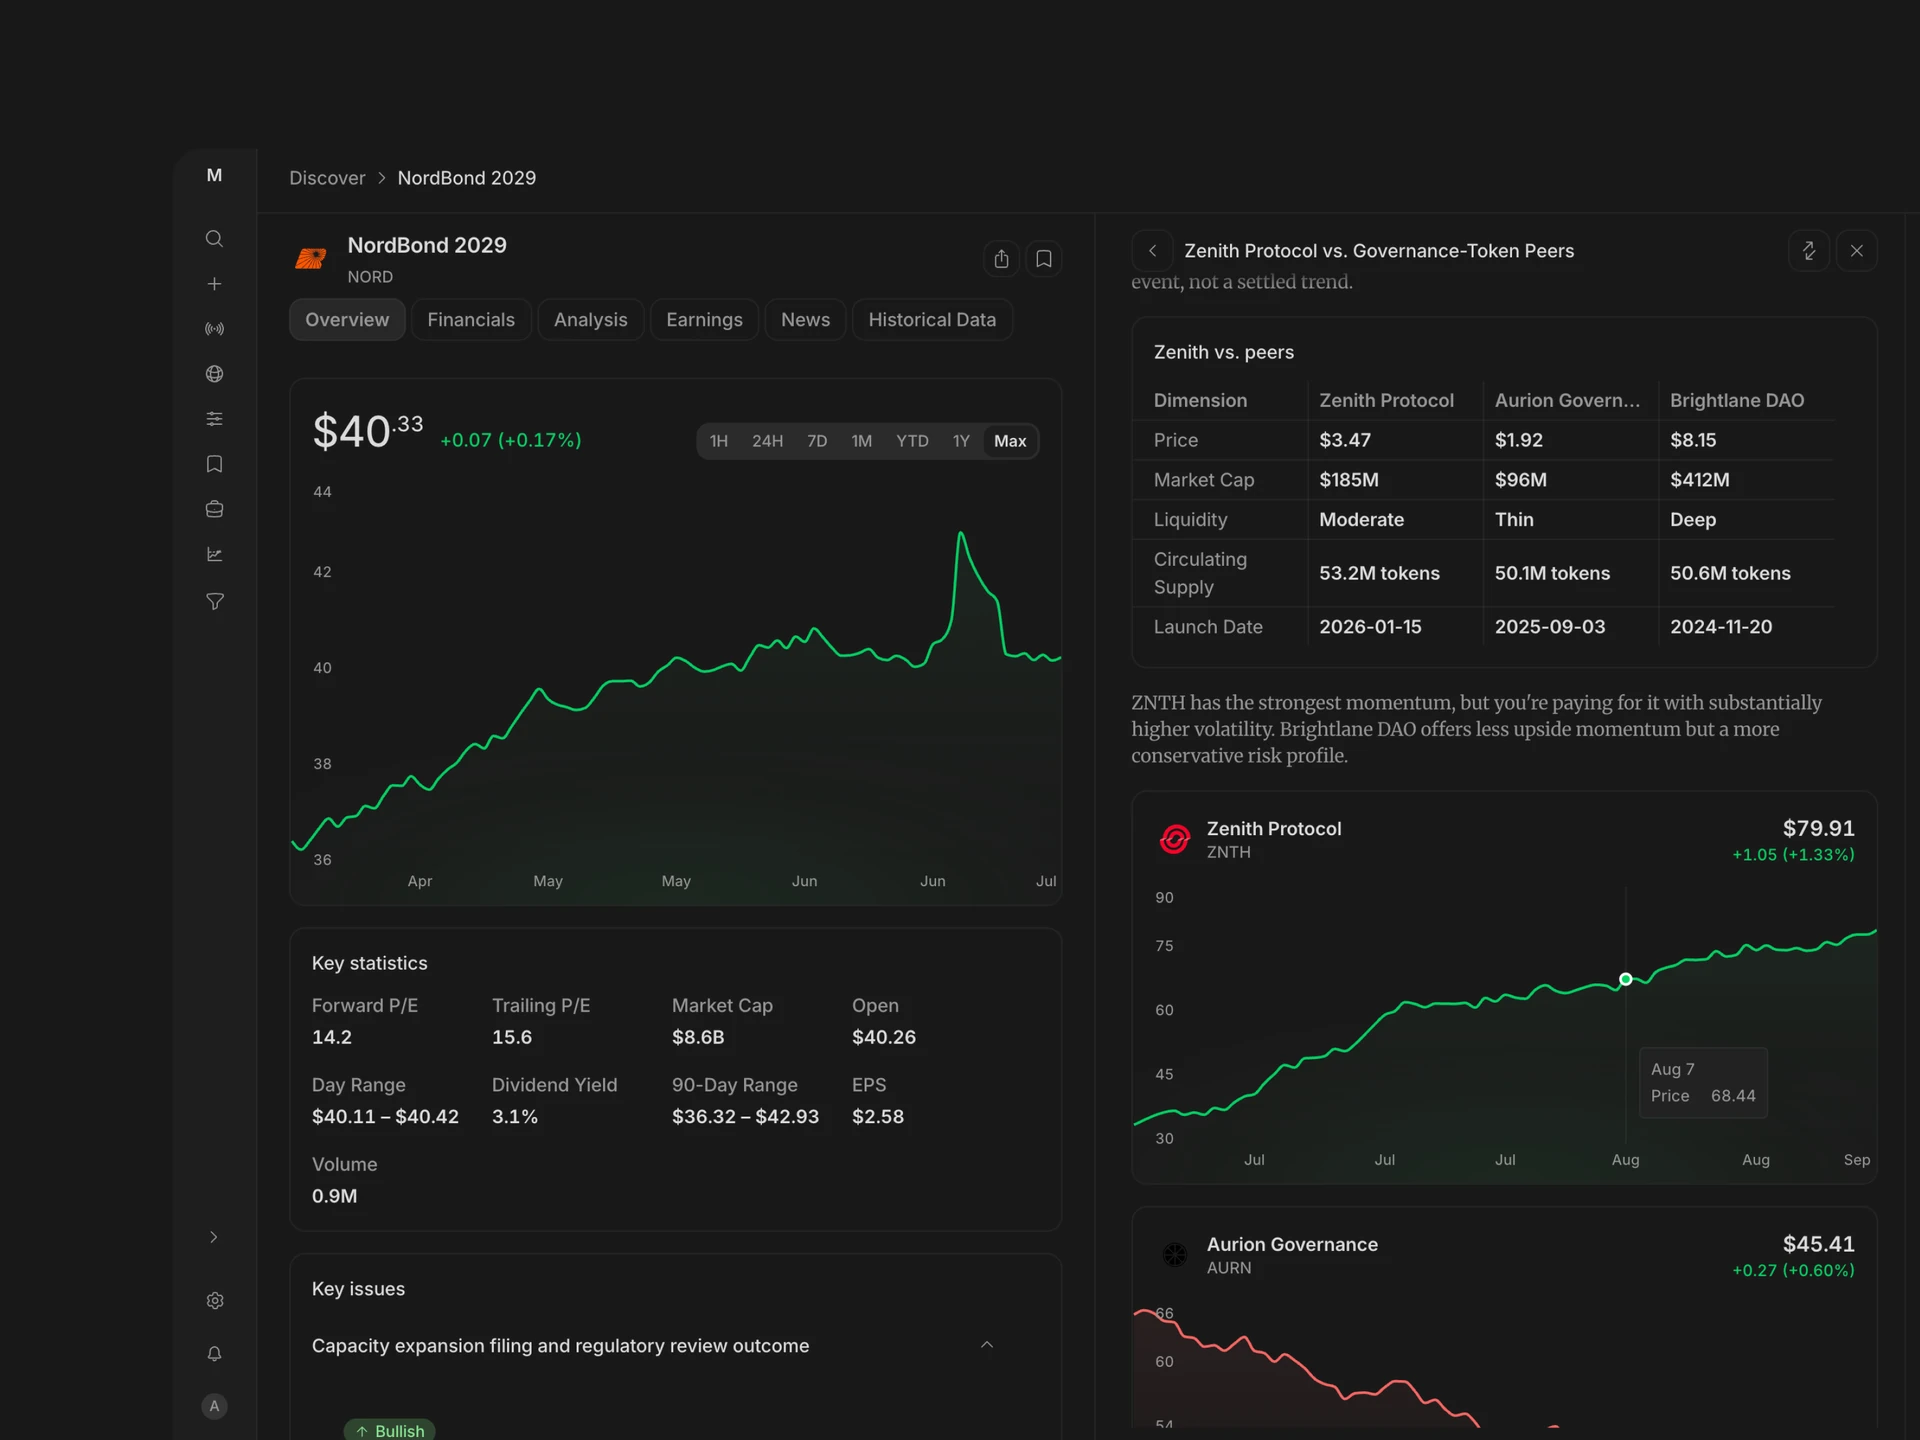 M
Discover > NordBond 2029
NordBond 2029
NORD
Overview
Financials
Analysis
Earnings
News
Historical Data
$40.33
+0.07 (+0.17%)
1H
24H
7D
1M
YTD
1Y
Max
44
42
40
38
36
Apr
May
May
Jun
Jun
Jul
Key statistics
Forward P/E
14.2
Trailing P/E
15.6
Market Cap
$8.6B
Open
$40.26
Day Range
$40.11 – $40.42
Dividend Yield
3.1%
90-Day Range
$36.32 – $42.93
EPS
$2.58
Volume
0.9M
Key issues
Capacity expansion filing and regulatory review outcome
↑ Bullish
A
Zenith Protocol vs. Governance-Token Peers
event, not a settled trend.
Zenith vs. peers
Dimension Zenith Protocol Aurion Govern... Brightlane DAO
Price $3.47 $1.92 $8.15
Market Cap $185M $96M $412M
Liquidity Moderate Thin Deep
Circulating
Supply
53.2M tokens 50.1M tokens 50.6M tokens
Launch Date 2026-01-15 2025-09-03 2024-11-20
ZNTH has the strongest momentum, but you're paying for it with substantially
higher volatility. Brightlane DAO offers less upside momentum but a more
conservative risk profile.
Zenith Protocol
ZNTH
$79.91
+1.05 (+1.33%)
90
75
60
45
30
Aug 7
Price 68.44
Jul
Jul
Jul
Aug
Aug
Sep
Aurion Governance
AURN
$45.41
+0.27 (+0.60%)
66
60
54